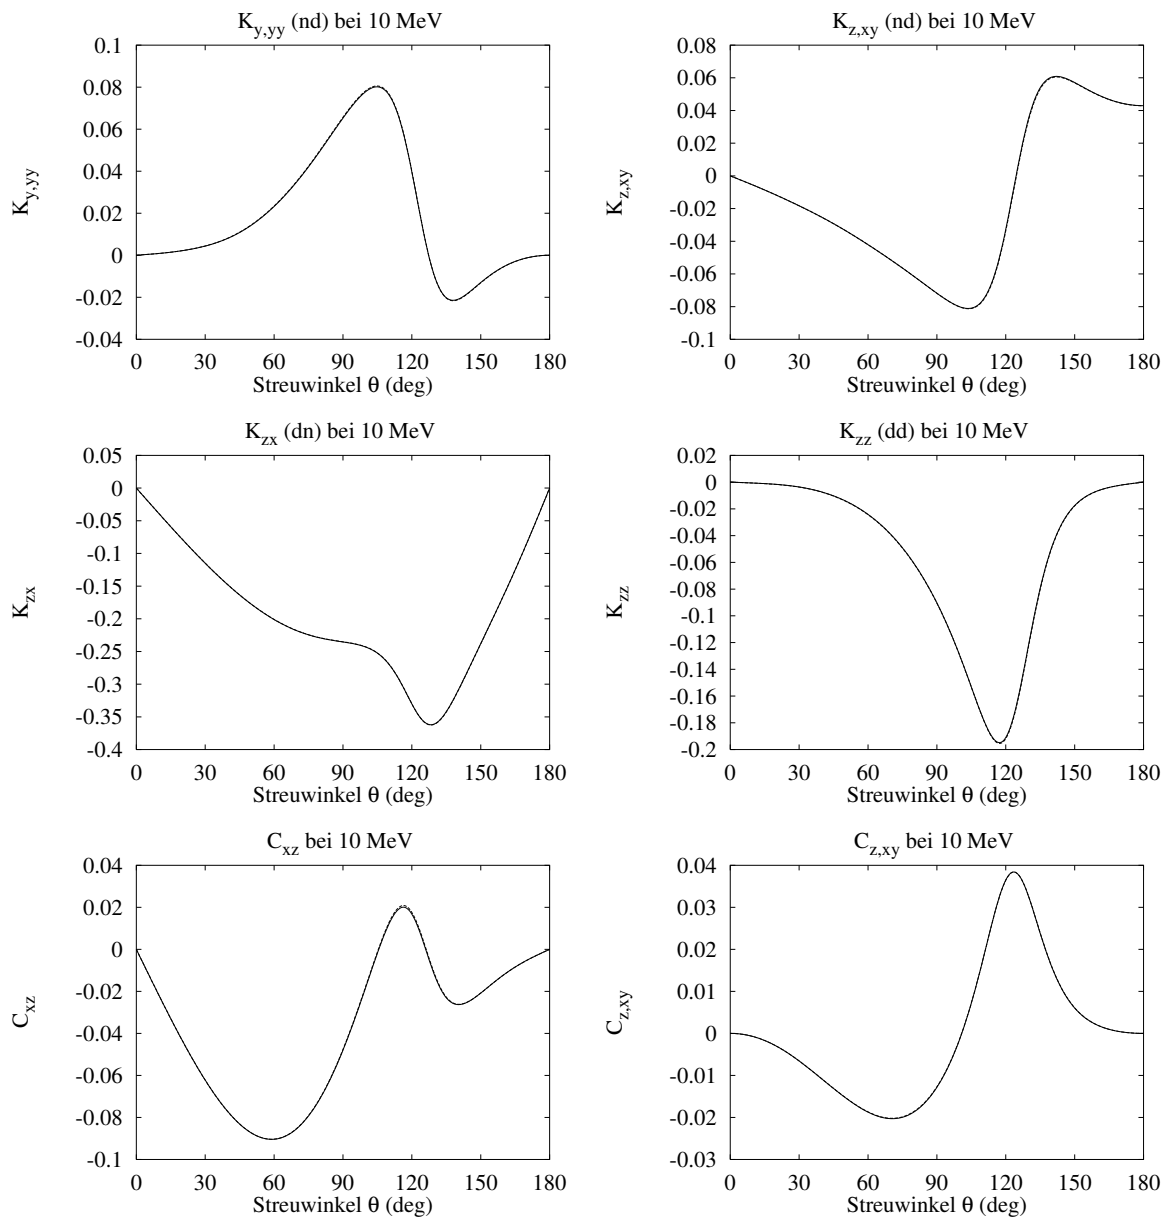 K_y,yy (nd) bei 10 MeV
0.1
0.08
0.06
0.04
0.02
0
-0.02
-0.04
K_y,yy
0 30 60 90 120 150 180
Streuwinkel θ (deg)
K_z,xy (nd) bei 10 MeV
0.08
0.06
0.04
0.02
0
-0.02
-0.04
-0.06
-0.08
-0.1
K_z,xy
0 30 60 90 120 150 180
Streuwinkel θ (deg)
K_zx (dn) bei 10 MeV
0.05
0
-0.05
-0.1
-0.15
-0.2
-0.25
-0.3
-0.35
-0.4
K_zx
0 30 60 90 120 150 180
Streuwinkel θ (deg)
K_zz (dd) bei 10 MeV
0.02
0
-0.02
-0.04
-0.06
-0.08
-0.1
-0.12
-0.14
-0.16
-0.18
-0.2
K_zz
0 30 60 90 120 150 180
Streuwinkel θ (deg)
C_xz bei 10 MeV
0.04
0.02
0
-0.02
-0.04
-0.06
-0.08
-0.1
C_xz
0 30 60 90 120 150 180
Streuwinkel θ (deg)
C_z,xy bei 10 MeV
0.04
0.03
0.02
0.01
0
-0.01
-0.02
-0.03
C_z,xy
0 30 60 90 120 150 180
Streuwinkel θ (deg)